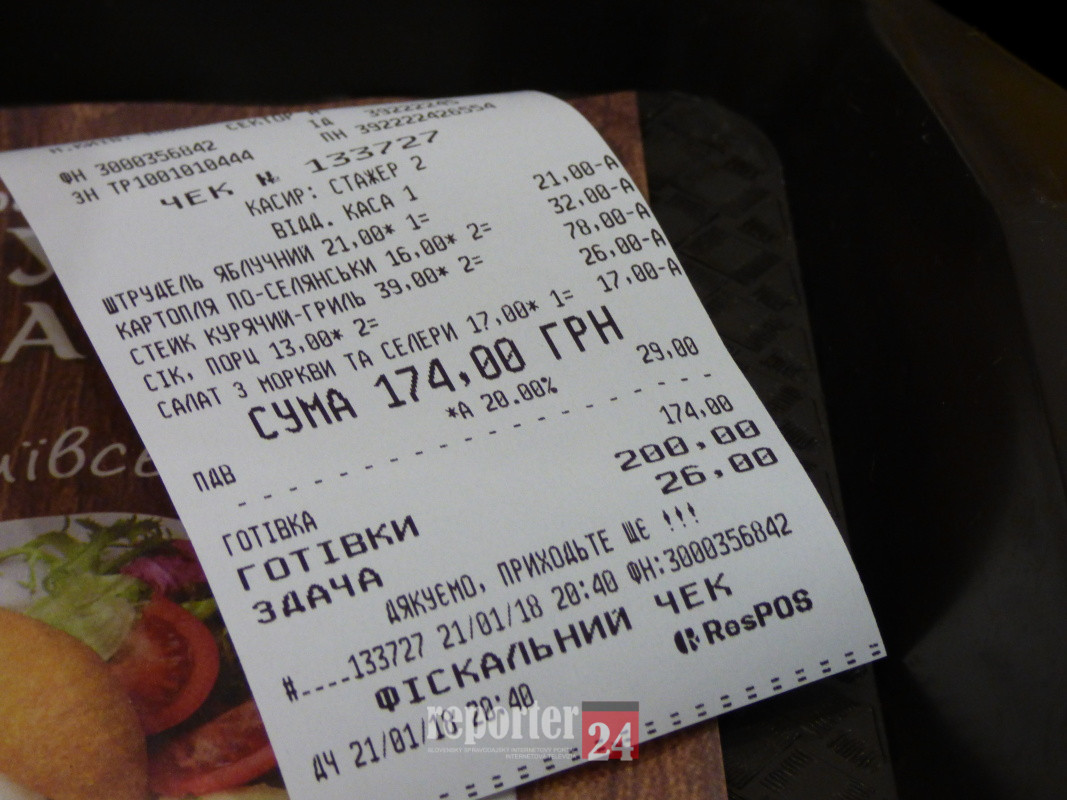 СЕКТОР
ФН 3000356842 1Д ПН 392222426554
ЗН ТР1001010444
ЧЕК № 133727
КАСИР: СТАЖЕР 2
ВІДД. КАСА 1
ШТРУДЕЛЬ ЯБЛУЧНИЙ 21,00* 1= 21,00-А
КАРТОПЛЯ ПО-СЕЛЯНСЬКИ 16,00* 2= 32,00-А
СТЕЙК КУРЯЧИЙ-ГРИЛЬ 39,00* 2= 78,00-А
СІК, ПОРЦ 13,00* 2= 26,00-А
САЛАТ З МОРКВИ ТА СЕЛЕРИ 17,00* 1= 17,00-А
СУМА 174,00 ГРН
ПДВ *А 20.00% 29,00
ГОТІВКА 174,00
ГОТІВКИ 200,00
ЗДАЧА 26,00
ДЯКУЄМО, ПРИХОДЬТЕ ЩЕ !!!
#....133727 21/01/18 20:40 ФН:3000356842
ФІСКАЛЬНИЙ ЧЕК
ДЧ 21/01/18 20:40
ResPOS
reporter 24